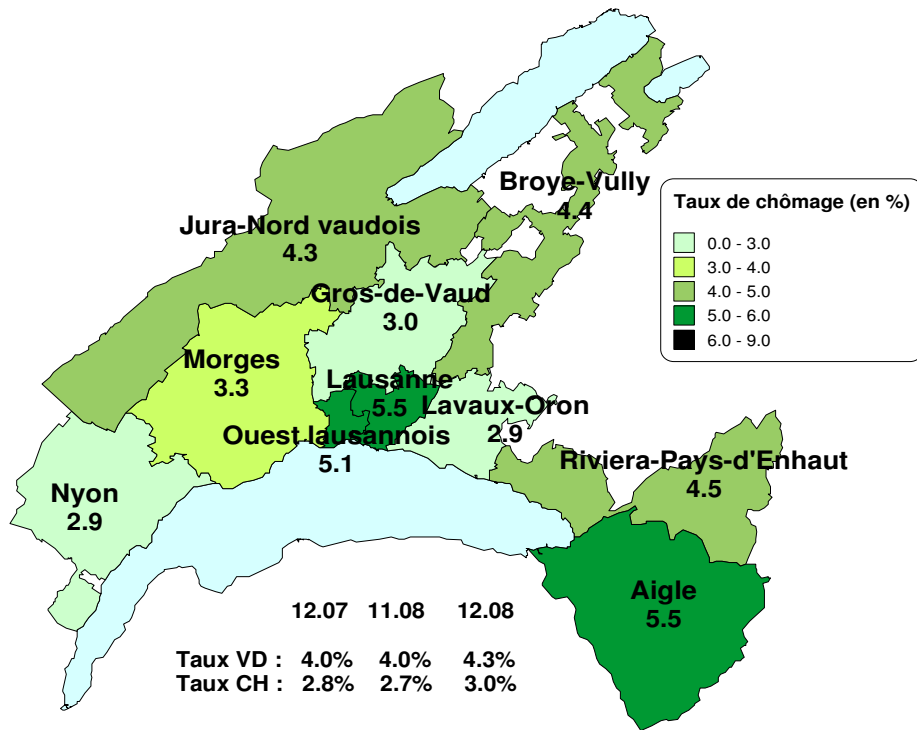 Broye-Vully
4.4
Jura-Nord vaudois
4.3
Gros-de-Vaud
3.0
Morges
3.3
Lausanne
5.5
Lavaux-Oron
2.9
Ouest lausannois
5.1
Riviera-Pays-d'Enhaut
4.5
Nyon
2.9
Aigle
5.5
Taux de chômage (en %)
0.0 - 3.0
3.0 - 4.0
4.0 - 5.0
5.0 - 6.0
6.0 - 9.0
12.07 11.08 12.08
Taux VD : 4.0% 4.0% 4.3%
Taux CH : 2.8% 2.7% 3.0%